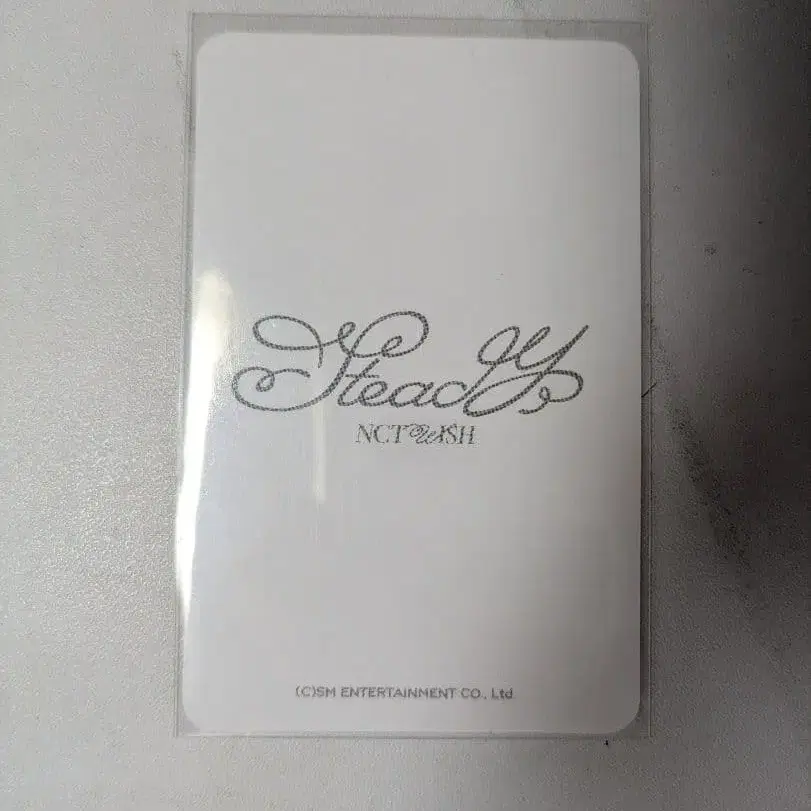 Steady
NCT WISH
(C)SM ENTERTAINMENT CO., Ltd